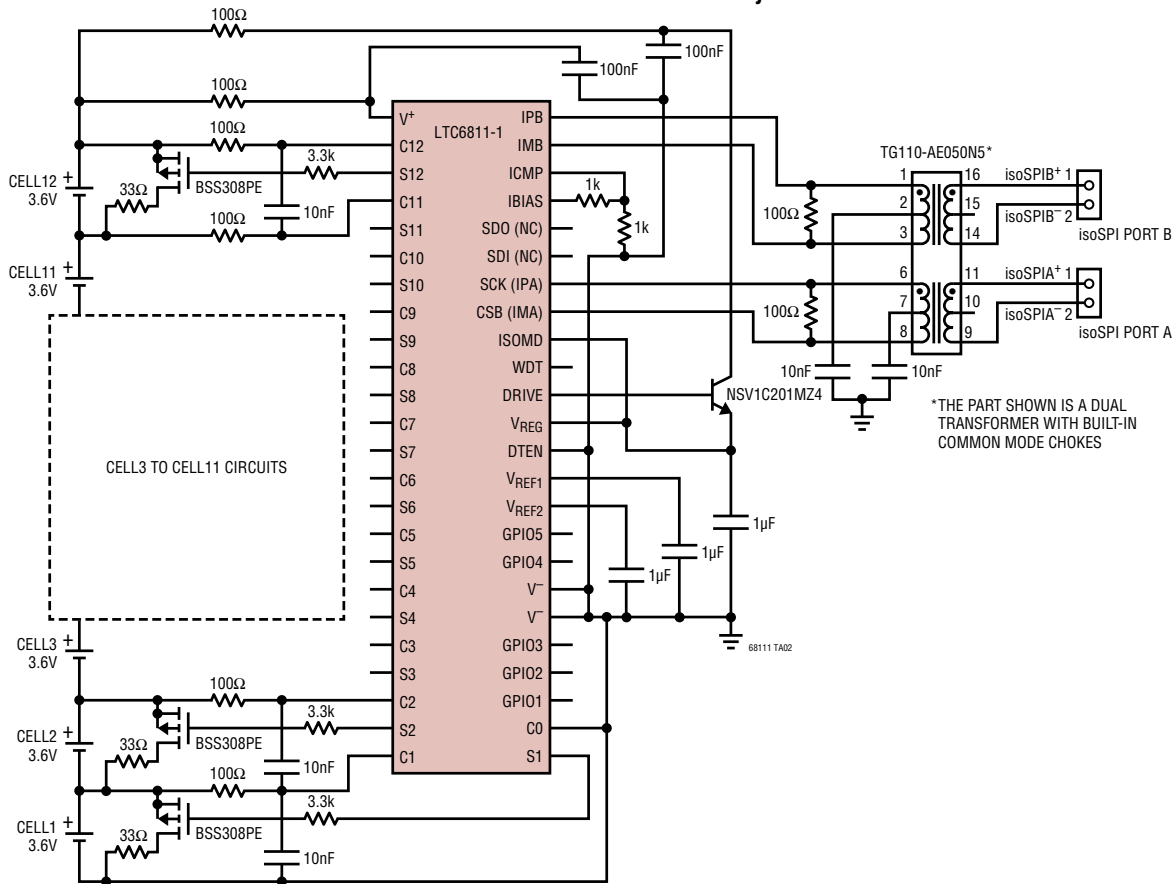 100Ω
100nF
100nF
100Ω
100Ω
3.3k
BSS308PE
33Ω
10nF
CELL12 +
3.6V
100Ω
CELL11 +
3.6V
CELL3 TO CELL11 CIRCUITS
CELL3 +
3.6V
100Ω
3.3k
BSS308PE
CELL2 +
3.6V
33Ω
10nF
100Ω
3.3k
BSS308PE
CELL1 +
3.6V
33Ω
10nF
LTC6811-1
V+
C12
S12
C11
S11
C10
S10
C9
S9
C8
S8
C7
S7
C6
S6
C5
S5
C4
S4
C3
S3
C2
S2
C1
IPB
IMB
ICMP
IBIAS
SDO (NC)
SDI (NC)
SCK (IPA)
CSB (IMA)
ISOMD
WDT
DRIVE
VREG
DTEN
VREF1
VREF2
GPIO5
GPIO4
V–
V–
GPIO3
GPIO2
GPIO1
C0
S1
1k
1k
100Ω
100Ω
TG110-AE050N5*
1
2
3
6
7
8
16
15
14
11
10
9
isoSPIB+ 1
isoSPIB– 2
isoSPI PORT B
isoSPIA+ 1
isoSPIA– 2
isoSPI PORT A
10nF
10nF
NSV1C201MZ4
*THE PART SHOWN IS A DUAL
TRANSFORMER WITH BUILT-IN
COMMON MODE CHOKES
1µF
1µF
1µF
68111 TA02